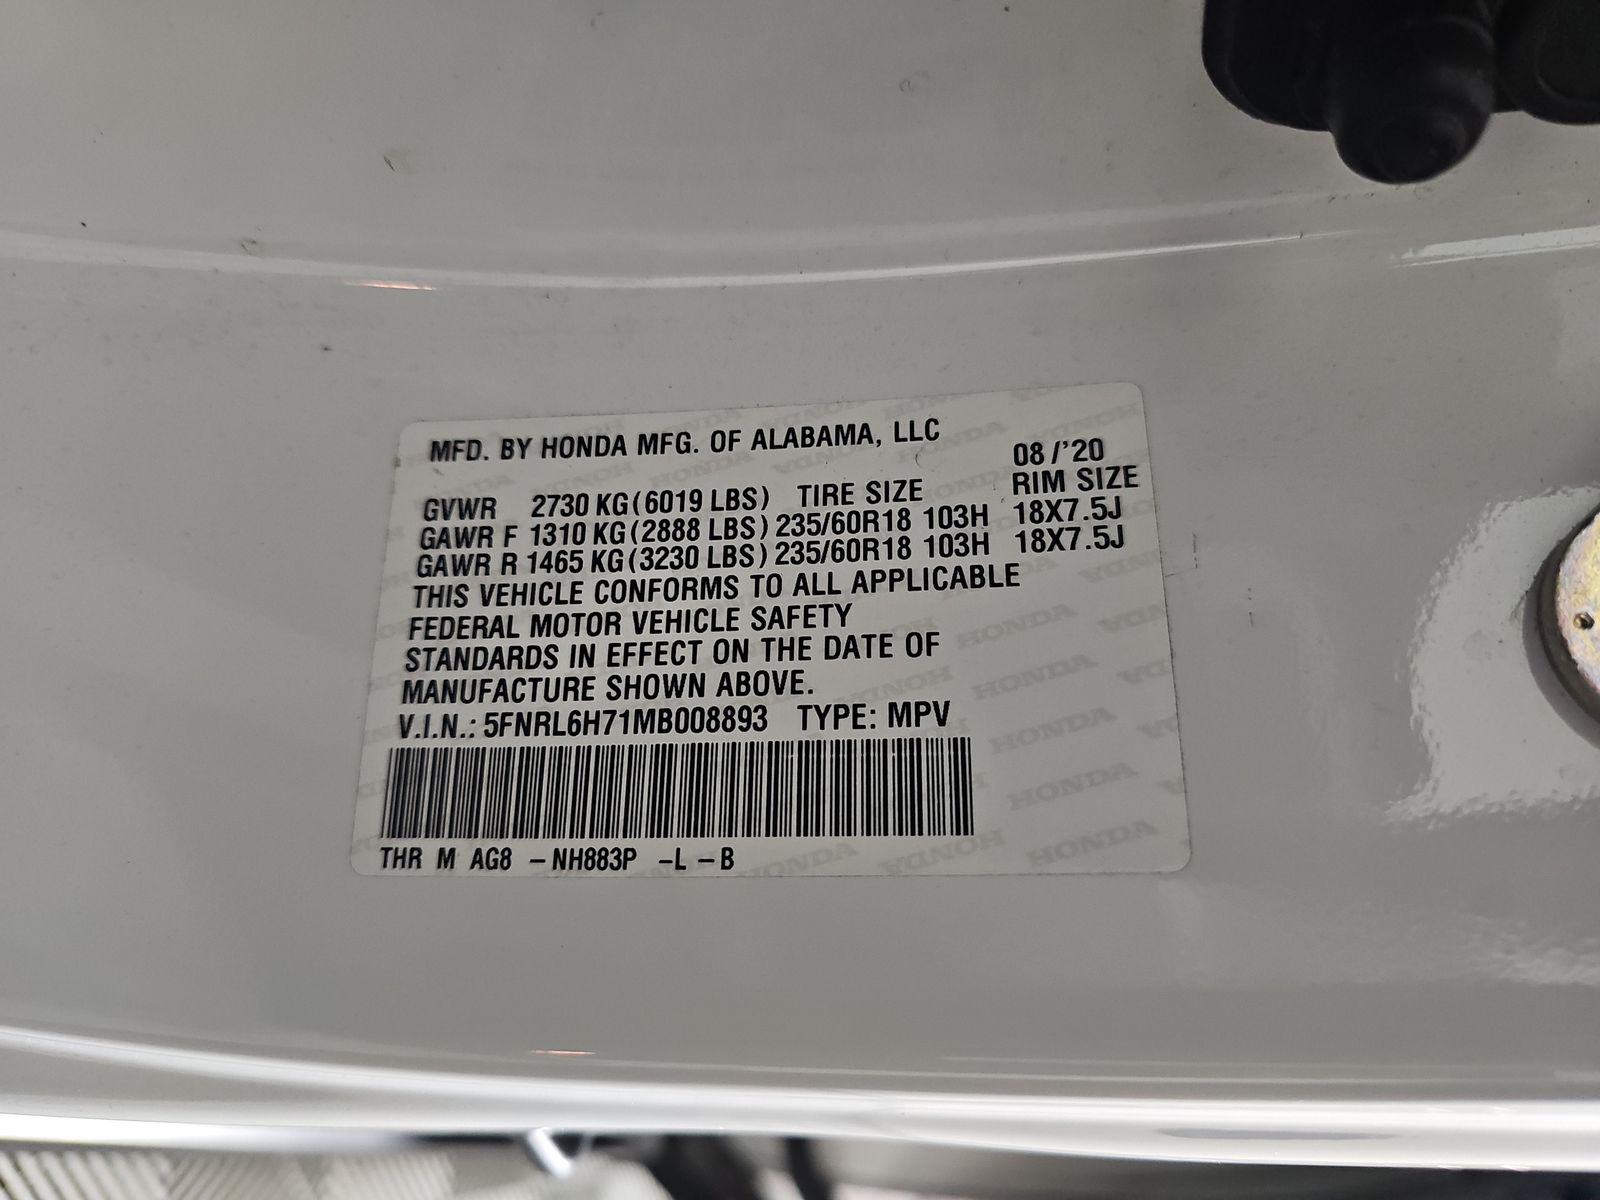 MFD. BY HONDA MFG. OF ALABAMA, LLC 08/'20
GVWR 2730 KG(6019 LBS) TIRE SIZE RIM SIZE
GAWR F 1310 KG(2888 LBS) 235/60R18 103H 18X7.5J
GAWR R 1465 KG(3230 LBS) 235/60R18 103H 18X7.5J
THIS VEHICLE CONFORMS TO ALL APPLICABLE
FEDERAL MOTOR VEHICLE SAFETY
STANDARDS IN EFFECT ON THE DATE OF
MANUFACTURE SHOWN ABOVE.
V.I.N.: 5FNRL6H71MB008893 TYPE: MPV
THR M AG8 -NH883P -L -B